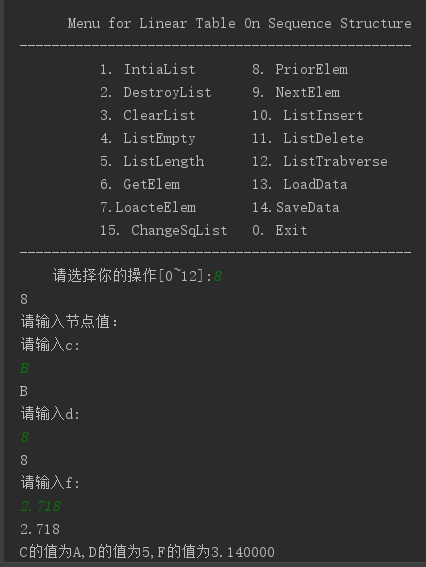 Menu for Linear Table On Sequence Structure
-------------------------------------------------
1. IntiaList 8. PriorElem
2. DestroyList 9. NextElem
3. ClearList 10. ListInsert
4. ListEmpty 11. ListDelete
5. ListLength 12. ListTrabverse
6. GetElem 13. LoadData
7.LoacteElem 14.SaveData
15. ChangeSqList 0. Exit
-------------------------------------------------
请选择你的操作[0~12]:8
8
请输入节点值:
请输入c:
B
B
请输入d:
8
8
请输入f:
2.718
2.718
C的值为A,D的值为5,F的值为3.140000